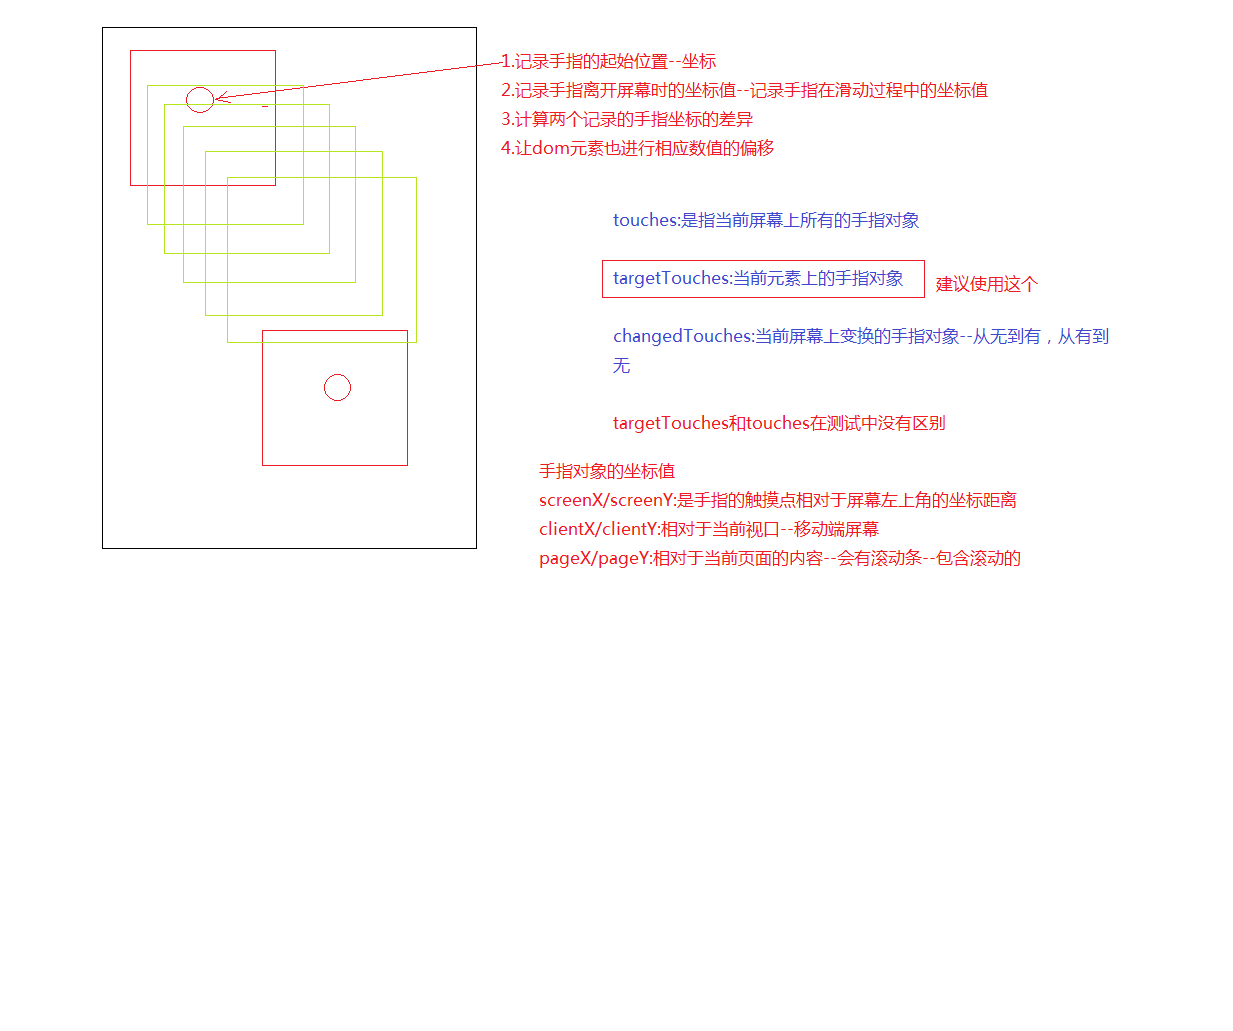 1.记录手指的起始位置--坐标
2.记录手指离开屏幕时的坐标值--记录手指在滑动过程中的坐标值
3.计算两个记录的手指坐标的差异
4.让dom元素也进行相应数值的偏移
touches:是指当前屏幕上所有的手指对象
targetTouches:当前元素上的手指对象
建议使用这个
changedTouches:当前屏幕上变换的手指对象--从无到有，从有到
无
targetTouches和touches在测试中没有区别
手指对象的坐标值
screenX/screenY:是手指的触摸点相对于屏幕左上角的坐标距离
clientX/clientY:相对于当前视口--移动端屏幕
pageX/pageY:相对于当前页面的内容--会有滚动条--包含滚动的